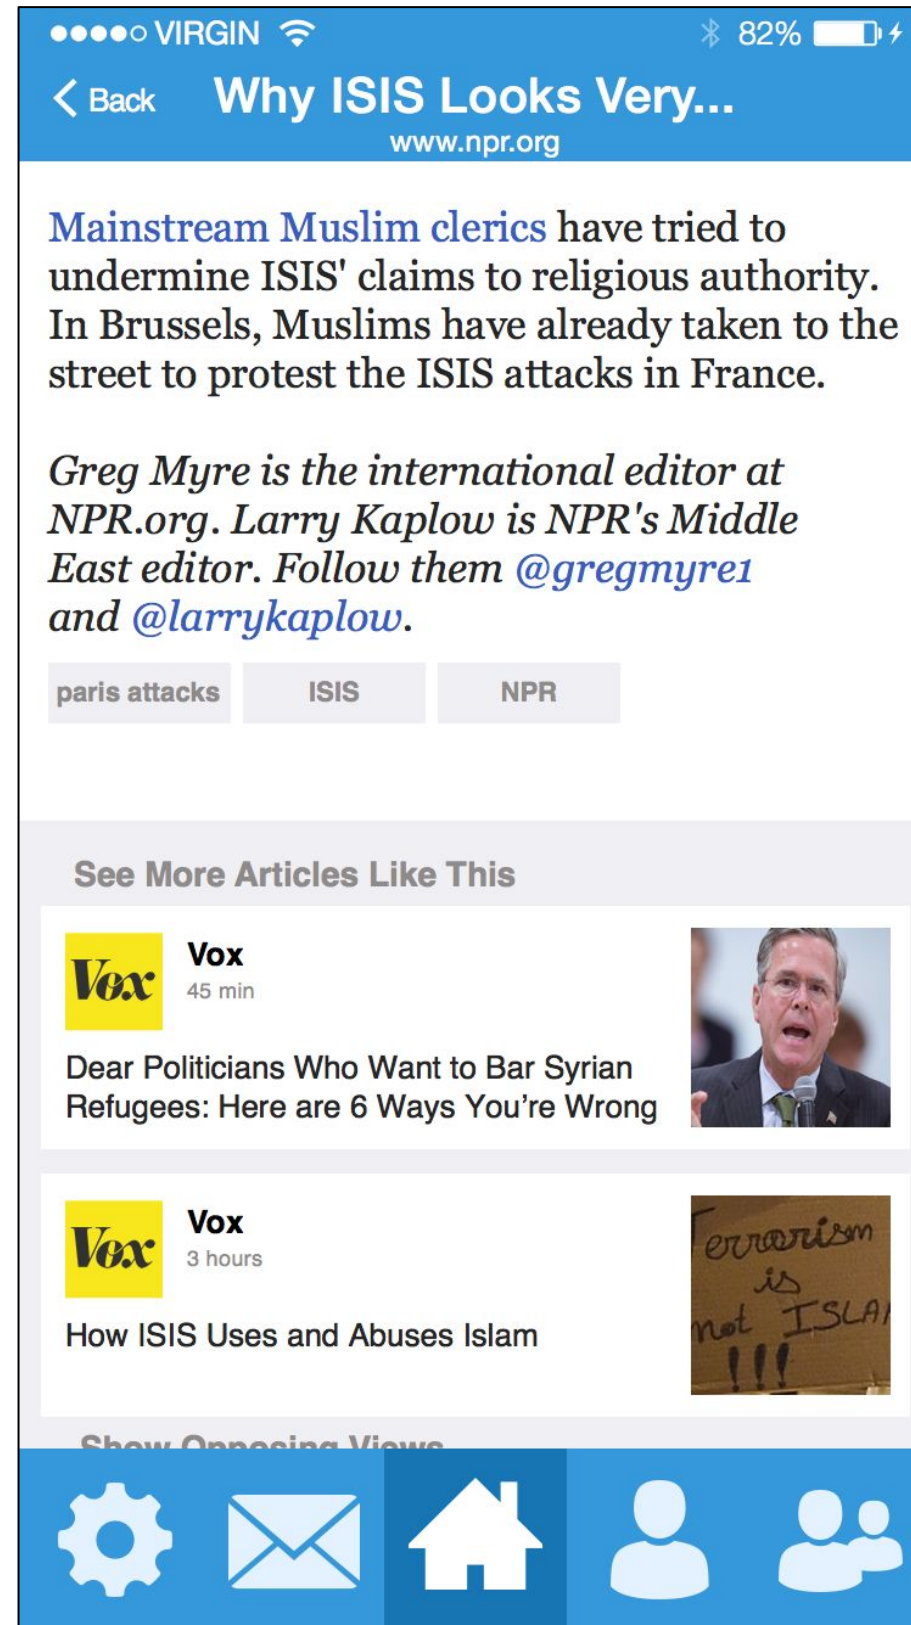 VIRGIN
82%
Back
Why ISIS Looks Very...
www.npr.org
Mainstream Muslim clerics have tried to
undermine ISIS' claims to religious authority.
In Brussels, Muslims have already taken to the
street to protest the ISIS attacks in France.
Greg Myre is the international editor at
NPR.org. Larry Kaplow is NPR's Middle
East editor. Follow them @gregmyre1
and @larrykaplow.
paris attacks
ISIS
NPR
See More Articles Like This
Vox
Vox
45 min
Dear Politicians Who Want to Bar Syrian
Refugees: Here are 6 Ways You're Wrong
Vox
Vox
3 hours
How ISIS Uses and Abuses Islam
Terrorism
is
not ISLAM
!!!
Show Opposing Views